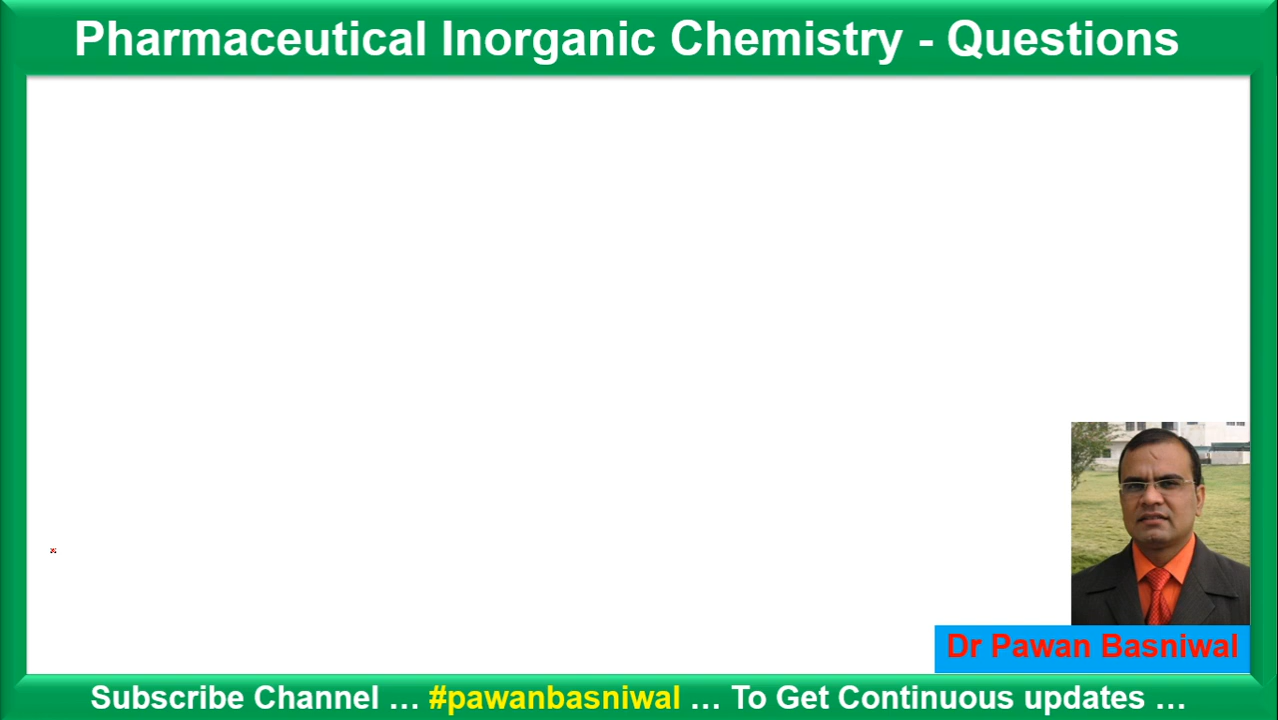 Pharmaceutical Inorganic Chemistry - Questions
Dr Pawan Basniwal
Subscribe Channel … #pawanbasniwal … To Get Continuous updates …